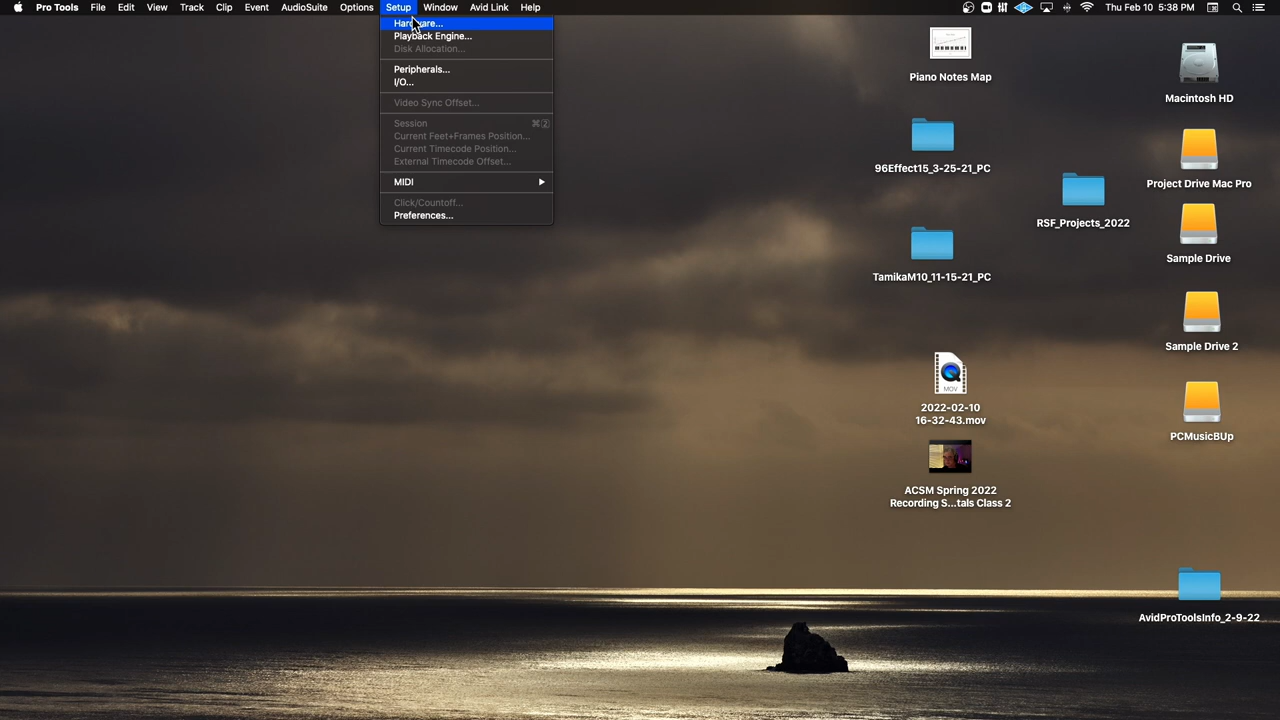 Pro Tools File Edit View Track Clip Event AudioSuite Options Setup Window Avid Link Help Thu Feb 10 5:38 PM
Hardware...
Playback Engine...
Disk Allocation...
Peripherals...
I/O...
Video Sync Offset...
Session ⌘2
Current Feet+Frames Position...
Current Timecode Position...
External Timecode Offset...
MIDI
Click/Countoff...
Preferences...
Piano Notes Map
96Effect15_3-25-21_PC
TamikaM10_11-15-21_PC
MOV
2022-02-10
16-32-43.mov
ACSM Spring 2022
Recording S...tals Class 2
RSF_Projects_2022
Macintosh HD
Project Drive Mac Pro
Sample Drive
Sample Drive 2
PCMusicBUp
AvidProToolsInfo_2-9-22